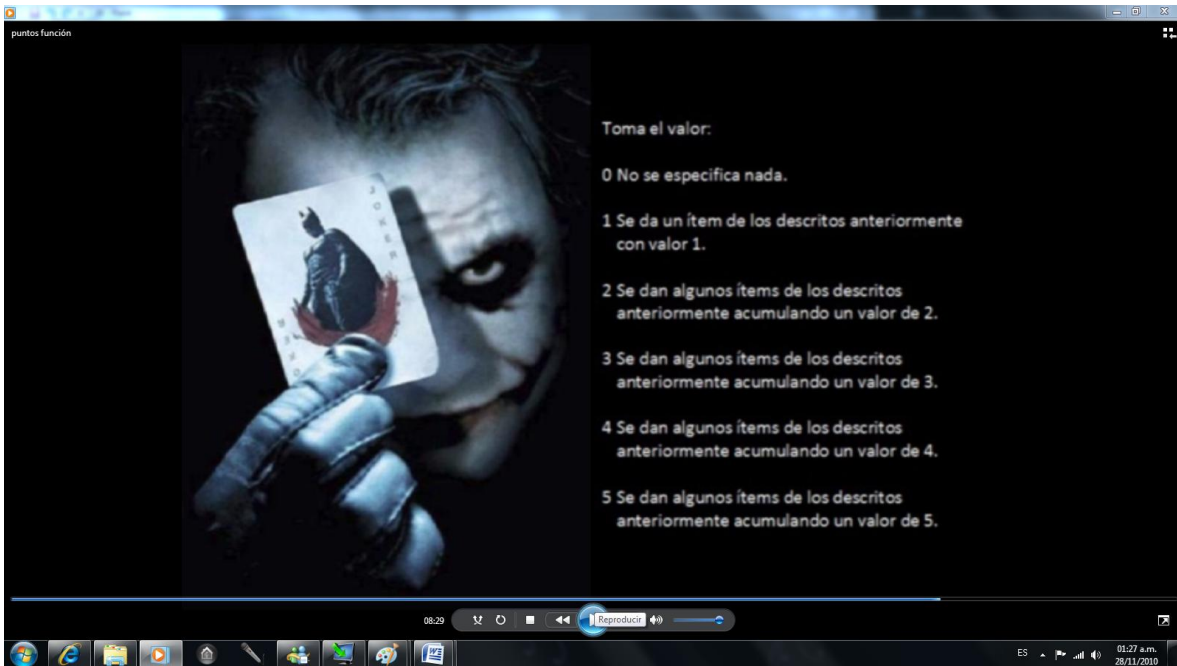 puntos función
Toma el valor:
0 No se especifica nada.
1 Se da un ítem de los descritos anteriormente
con valor 1.
2 Se dan algunos ítems de los descritos
anteriormente acumulando un valor de 2.
3 Se dan algunos ítems de los descritos
anteriormente acumulando un valor de 3.
4 Se dan algunos ítems de los descritos
anteriormente acumulando un valor de 4.
5 Se dan algunos ítems de los descritos
anteriormente acumulando un valor de 5.
JOKER
JOKER
08:29
Reproducir
ES
01:27 a.m.
28/11/2010